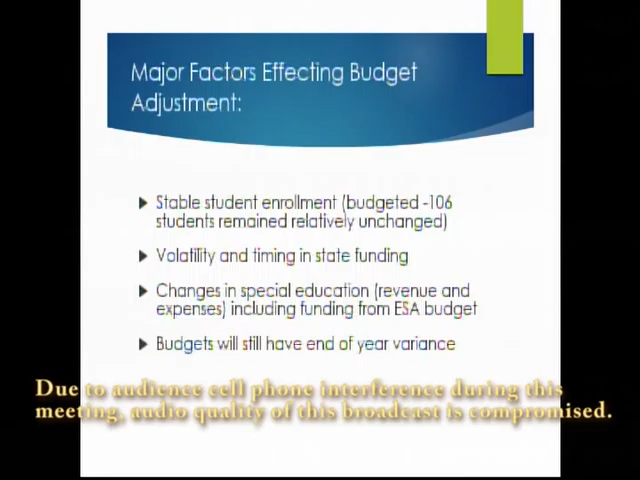 Major Factors Effecting Budget
Adjustment:
Stable student enrollment (budgeted -106
students remained relatively unchanged)
Volatility and timing in state funding
Changes in special education (revenue and
expenses) including funding from ESA budget
Budgets will still have end of year variance
Due to audience cell phone interference during this
meeting, audio quality of this broadcast is compromised.